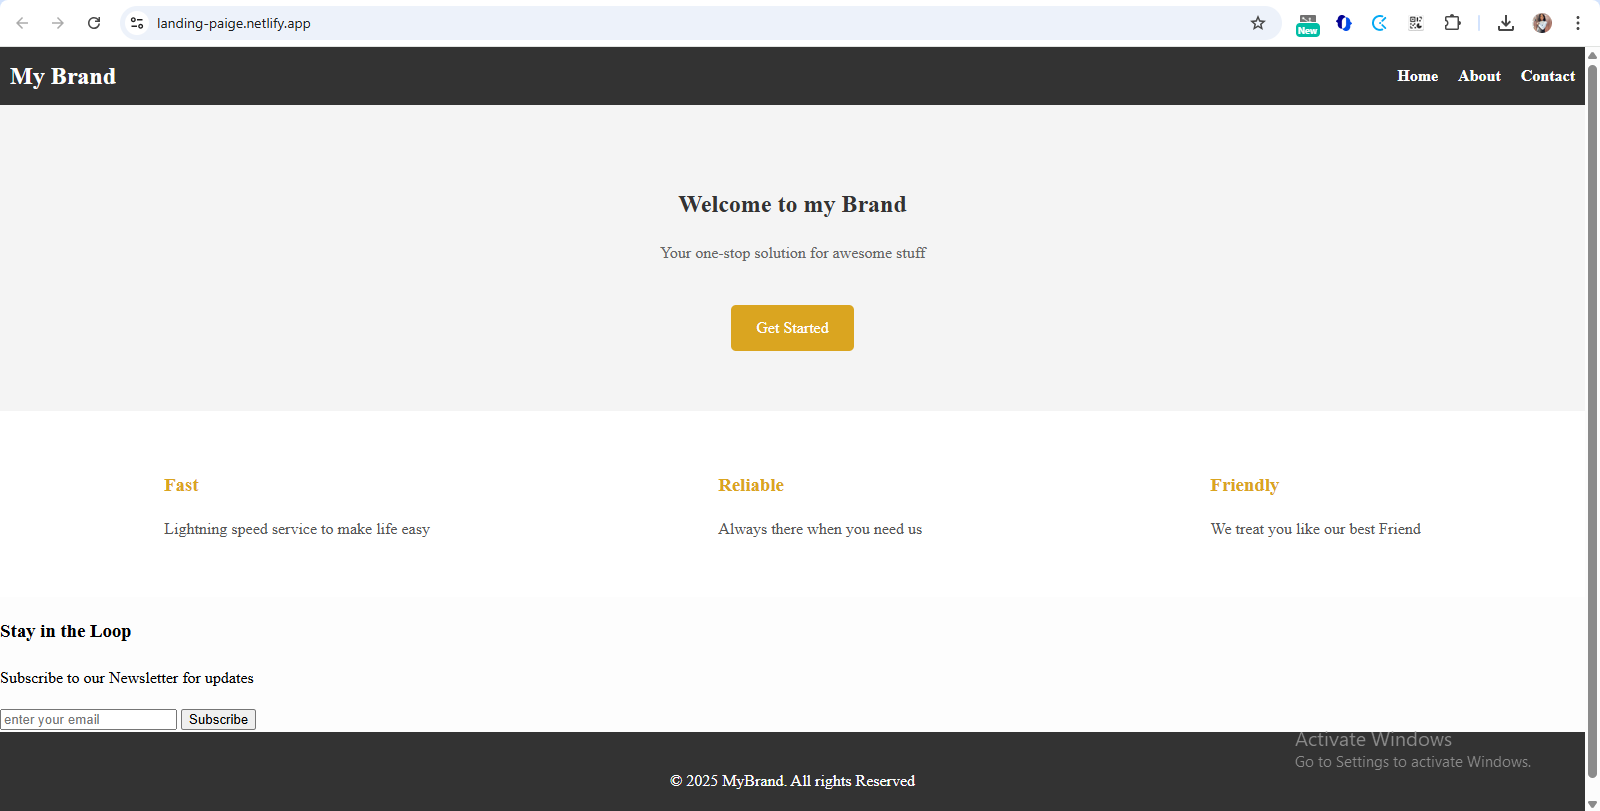 landing-paige.netlify.app
New
My Brand
Home About Contact
Welcome to my Brand
Your one-stop solution for awesome stuff
Get Started
Fast
Lightning speed service to make life easy
Reliable
Always there when you need us
Friendly
We treat you like our best Friend
Stay in the Loop
Subscribe to our Newsletter for updates
enter your email Subscribe
Activate Windows
Go to Settings to activate Windows.
© 2025 MyBrand. All rights Reserved